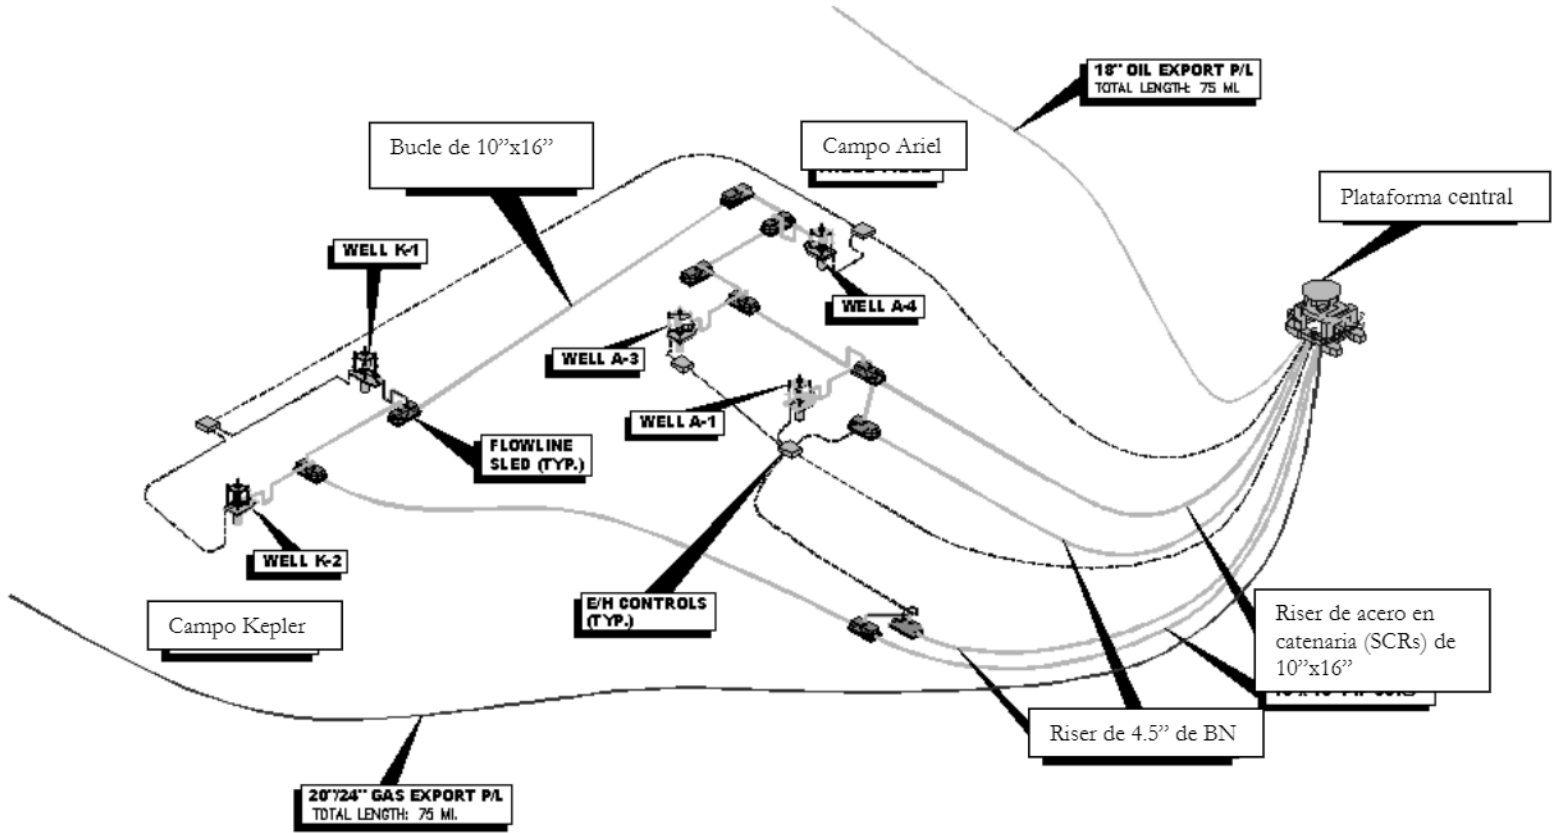 18" OIL EXPORT P/L
TOTAL LENGTH: 75 MI.
Bucle de 10”x16”
Campo Ariel
Plataforma central
WELL K-1
WELL A-4
WELL A-3
WELL A-1
FLOWLINE
SLED (TYP.)
WELL K-2
E/H CONTROLS
(TYP.)
Campo Kepler
Riser de acero en
catenaria (SCRs) de
10”x16”
Riser de 4.5” de BN
20"/24" GAS EXPORT P/L
TOTAL LENGTH: 75 MI.